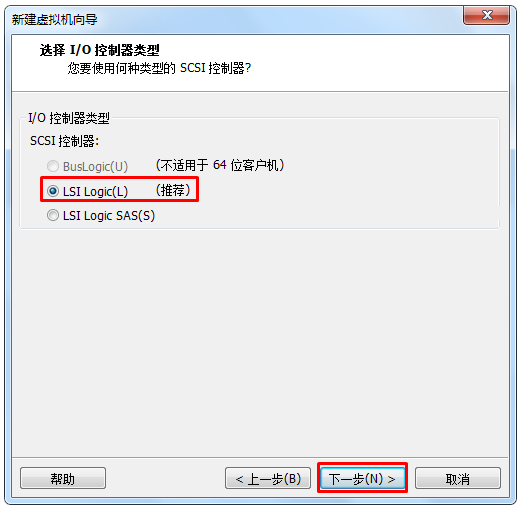 新建虚拟机向导
选择 I/O 控制器类型
您要使用何种类型的 SCSI 控制器?
I/O 控制器类型
SCSI 控制器:
BusLogic(U) (不适用于 64 位客户机)
LSI Logic(L) (推荐)
LSI Logic SAS(S)
帮助 < 上一步(B) 下一步(N) > 取消